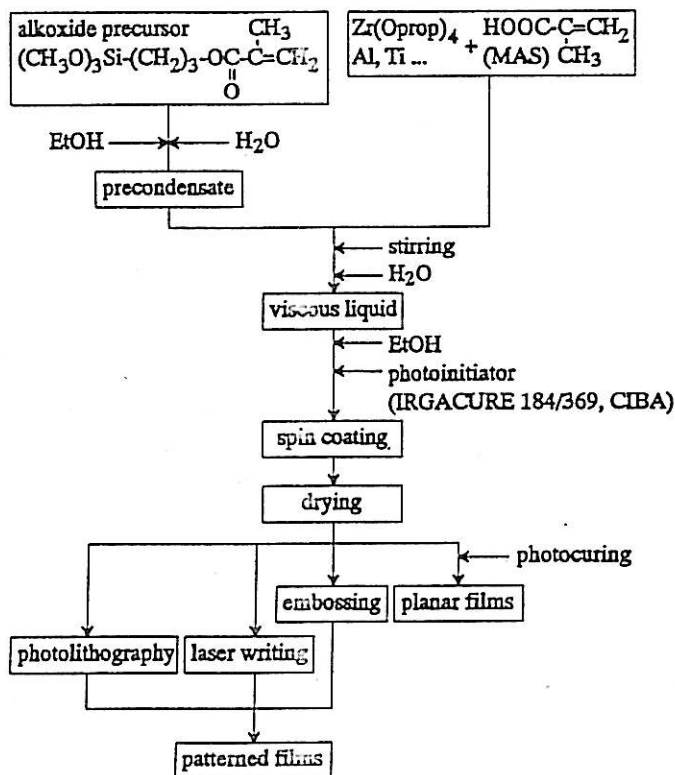 alkoxide precursor
CH₃
(CH₃O)₃Si-(CH₂)₃-OC-C=CH₂
O
Zr(Oprop)₄ + HOOC-C=CH₂
Al, Ti ... (MAS) CH₃
EtOH
H₂O
precondensate
stirring
H₂O
viscous liquid
EtOH
photoinitiator
(IRGACURE 184/369, CIBA)
spin coating
drying
photocuring
embossing
planar films
photolithography
laser writing
patterned films